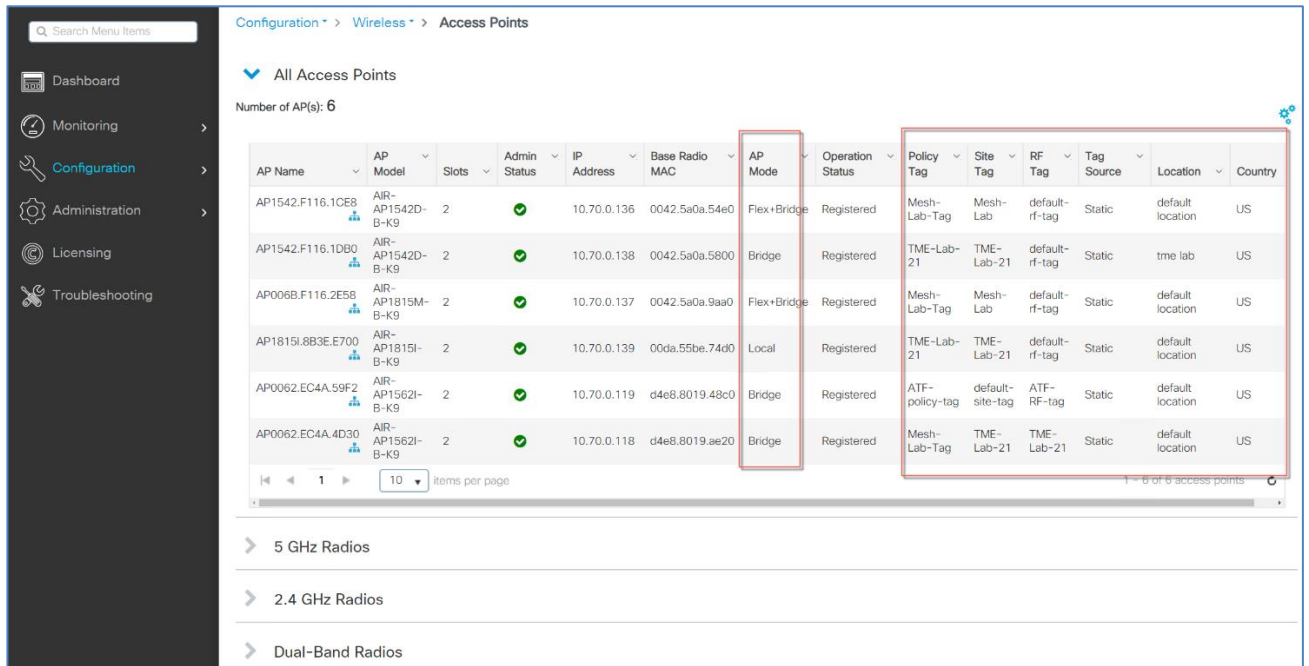 Search Menu Items
Dashboard
Monitoring
Configuration
Administration
Licensing
Troubleshooting
Configuration > Wireless > Access Points
All Access Points
Number of AP(s): 6
AP Name AP Model Slots Admin Status IP Address Base Radio MAC AP Mode Operation Status Policy Tag Site Tag RF Tag Tag Source Location Country
AP1542.F116.1CE8 AIR-AP1542D-B-K9 2 10.70.0.136 0042.5a0a.54e0 Flex+Bridge Registered Mesh-Lab-Tag Mesh-Lab default-rf-tag Static default location US
AP1542.F116.1DB0 AIR-AP1542D-B-K9 2 10.70.0.138 0042.5a0a.5800 Bridge Registered TME-Lab-21 TME-Lab-21 default-rf-tag Static tme lab US
AP006B.F116.2E58 AIR-AP1815M-B-K9 2 10.70.0.137 0042.5a0a.9aa0 Flex+Bridge Registered Mesh-Lab-Tag Mesh-Lab default-rf-tag Static default location US
AP1815I.8B3E.E700 AIR-AP1815I-B-K9 2 10.70.0.139 00da.55be.74d0 Local Registered TME-Lab-21 TME-Lab-21 default-rf-tag Static default location US
AP0062.EC4A.59F2 AIR-AP1562I-B-K9 2 10.70.0.119 d4e8.8019.48c0 Bridge Registered ATF-policy-tag default-site-tag ATF-RF-tag Static default location US
AP0062.EC4A.4D30 AIR-AP1562I-B-K9 2 10.70.0.118 d4e8.8019.ae20 Bridge Registered Mesh-Lab-Tag TME-Lab-21 TME-Lab-21 Static default location US
1 10 items per page 1 - 6 of 6 access points
5 GHz Radios
2.4 GHz Radios
Dual-Band Radios